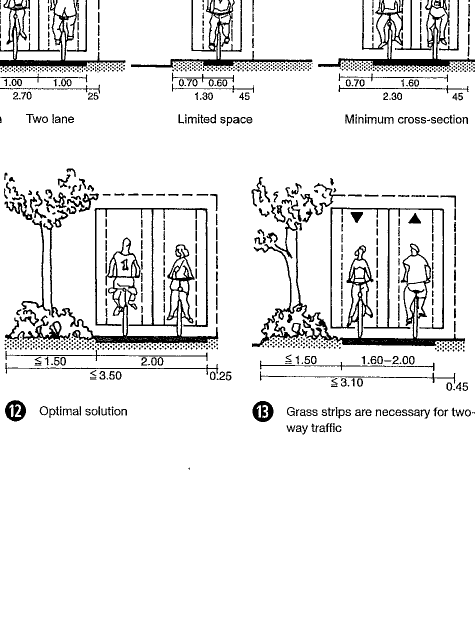 1.00 1.00
2.70 25
Two lane
0.70 0.60
1.30 45
Limited space
0.70 1.60
2.30 45
Minimum cross-section
1
≦1.50 2.00
≦3.50 0.25
12 Optimal solution
≦1.50 1.60–2.00
≦3.10 0.45
13 Grass strips are necessary for two-
way traffic